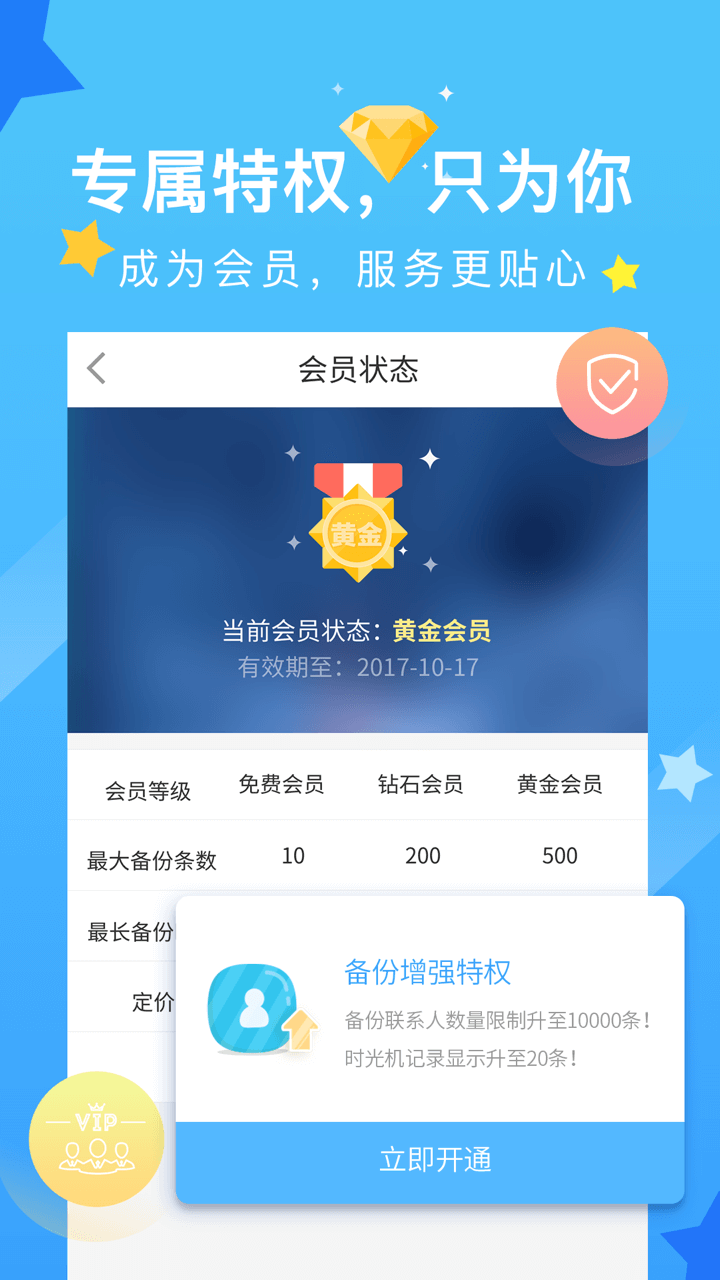 专属特权，只为你
成为会员，服务更贴心
会员状态
黄金
当前会员状态：黄金会员
有效期至：2017-10-17
会员等级 免费会员 钻石会员 黄金会员
最大备份条数 10 200 500
最长备份
定价
备份增强特权
备份联系人数量限制升至10000条！
时光机记录显示升至20条！
立即开通
VIP